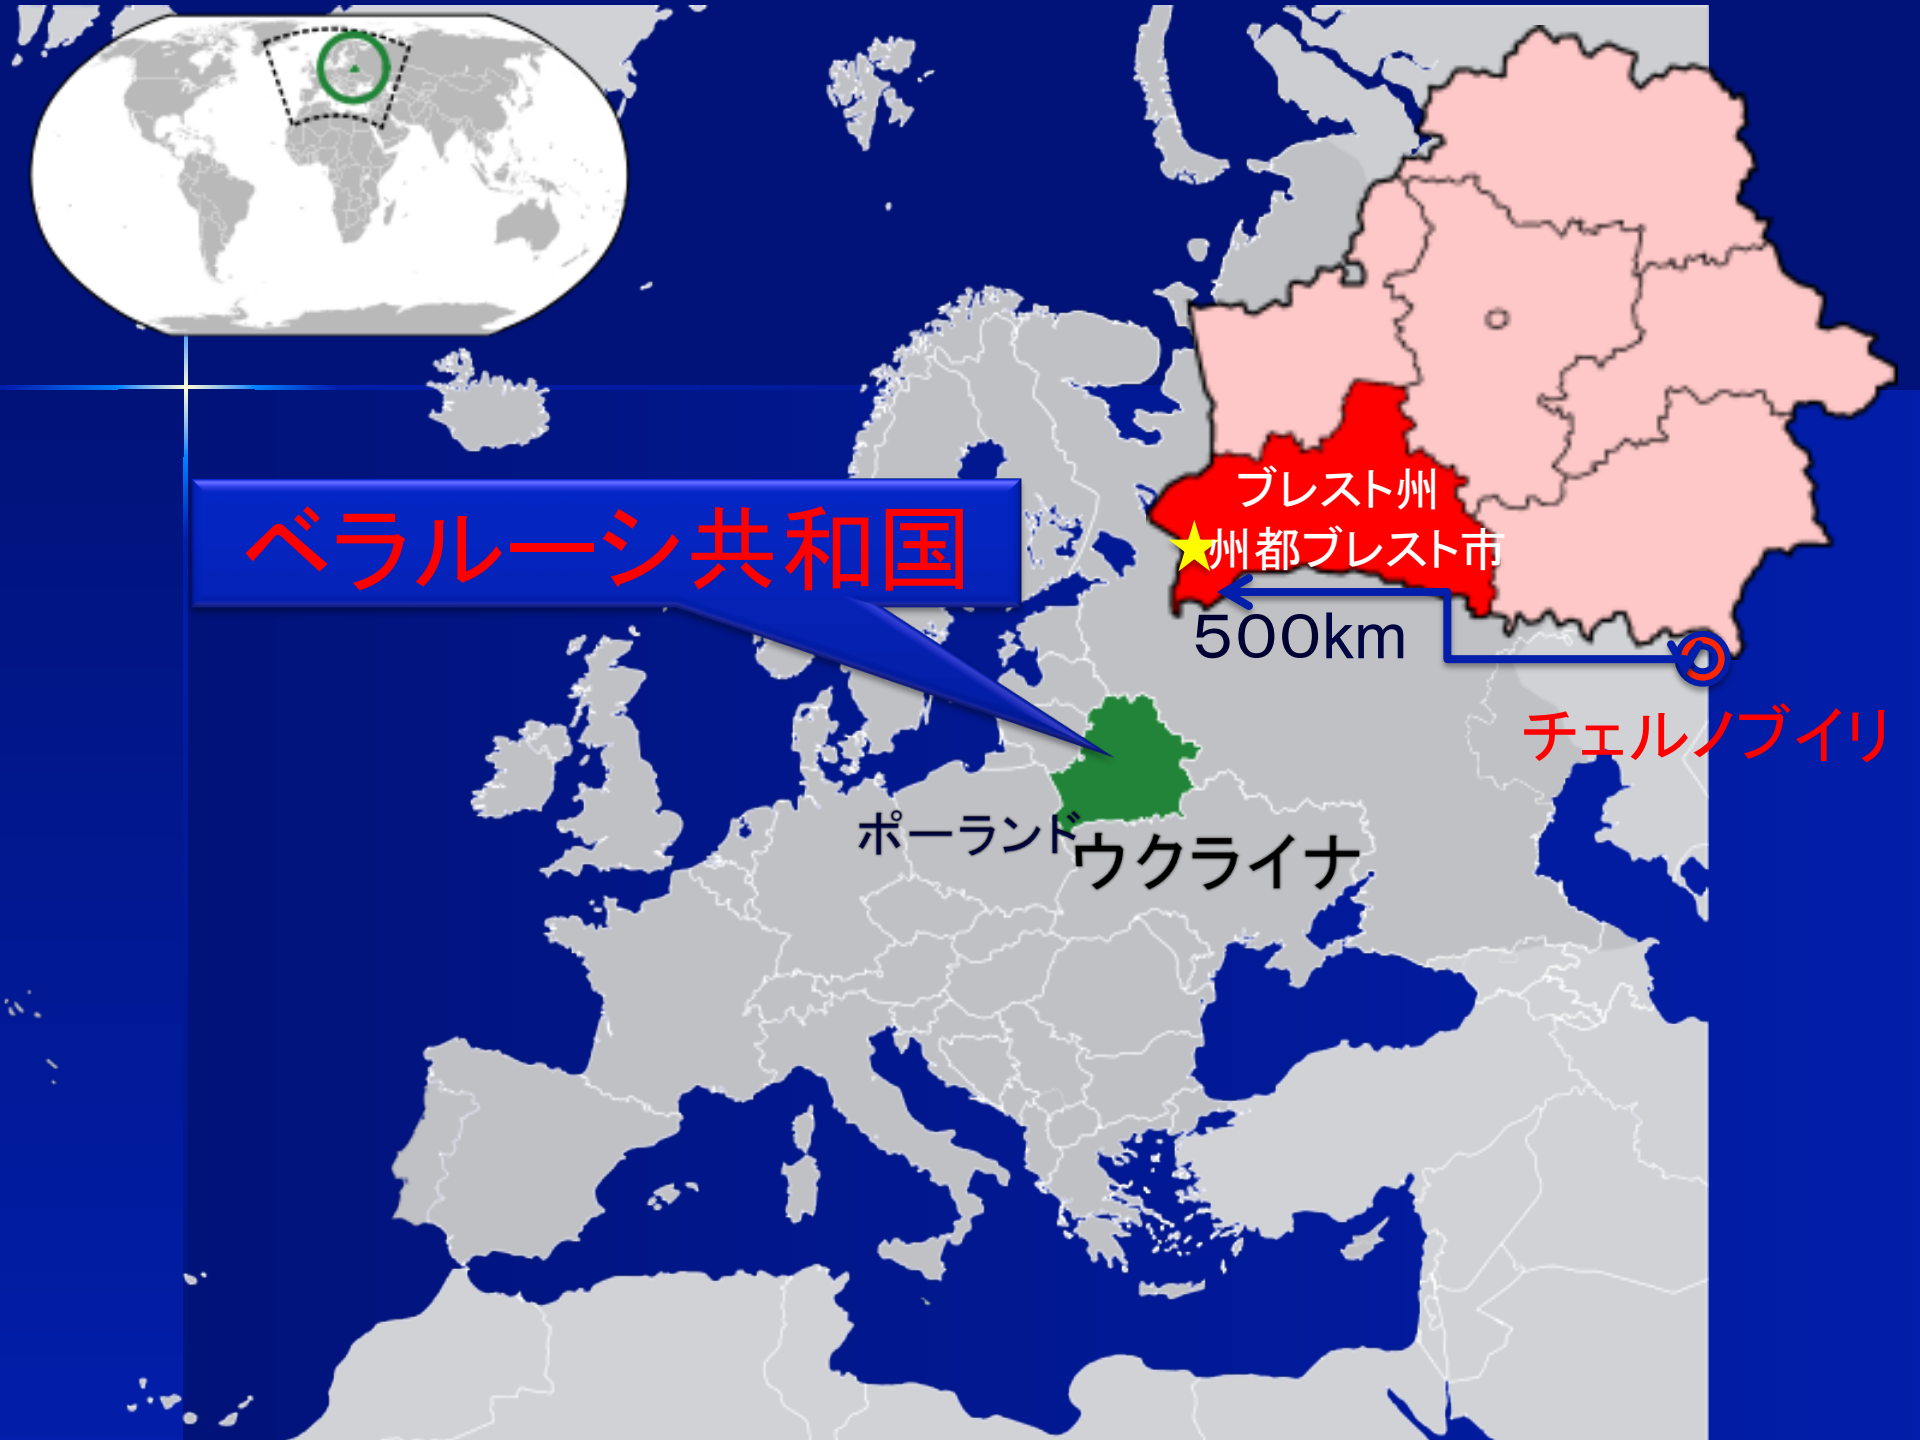 ベラルーシ共和国
ブレスト州
州都ブレスト市
500km
チェルノブイリ
ポーランド
ウクライナ